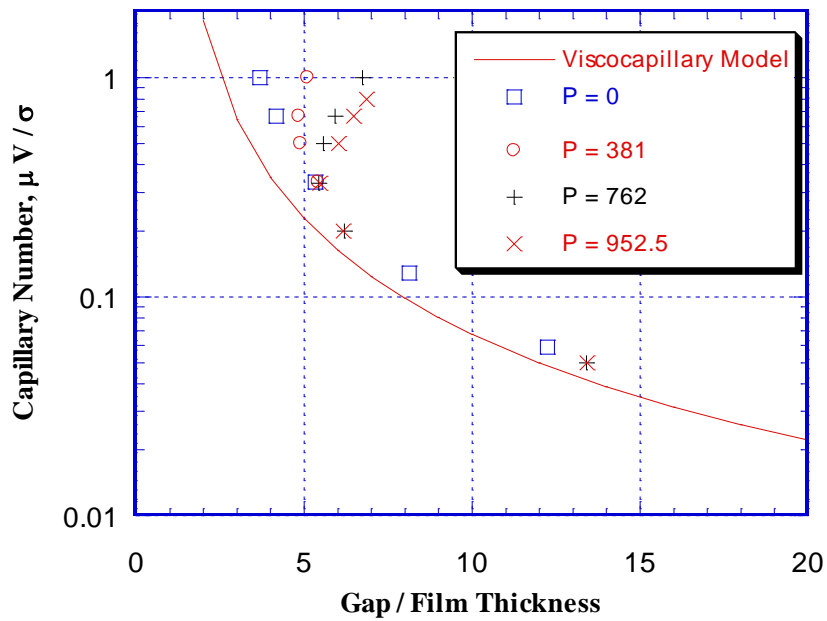 Capillary Number, μ V / σ
1
0.1
0.01
Viscocapillary Model
P = 0
P = 381
P = 762
P = 952.5
0 5 10 15 20
Gap / Film Thickness